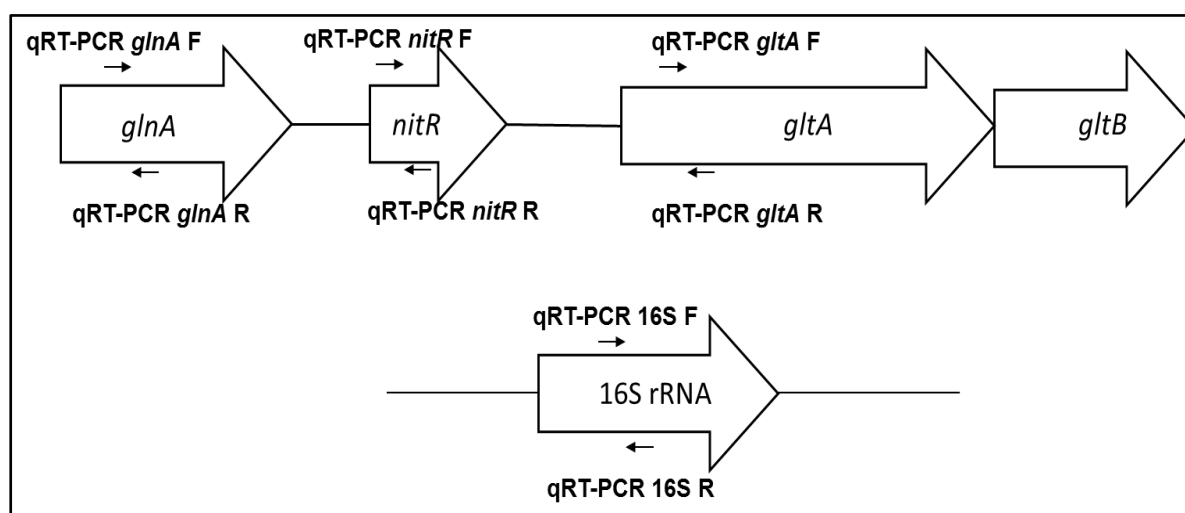 qRT-PCR glnA F
qRT-PCR nitR F
qRT-PCR gltA F
glnA
nitR
gltA
gltB
qRT-PCR glnA R
qRT-PCR nitR R
qRT-PCR gltA R
qRT-PCR 16S F
16S rRNA
qRT-PCR 16S R